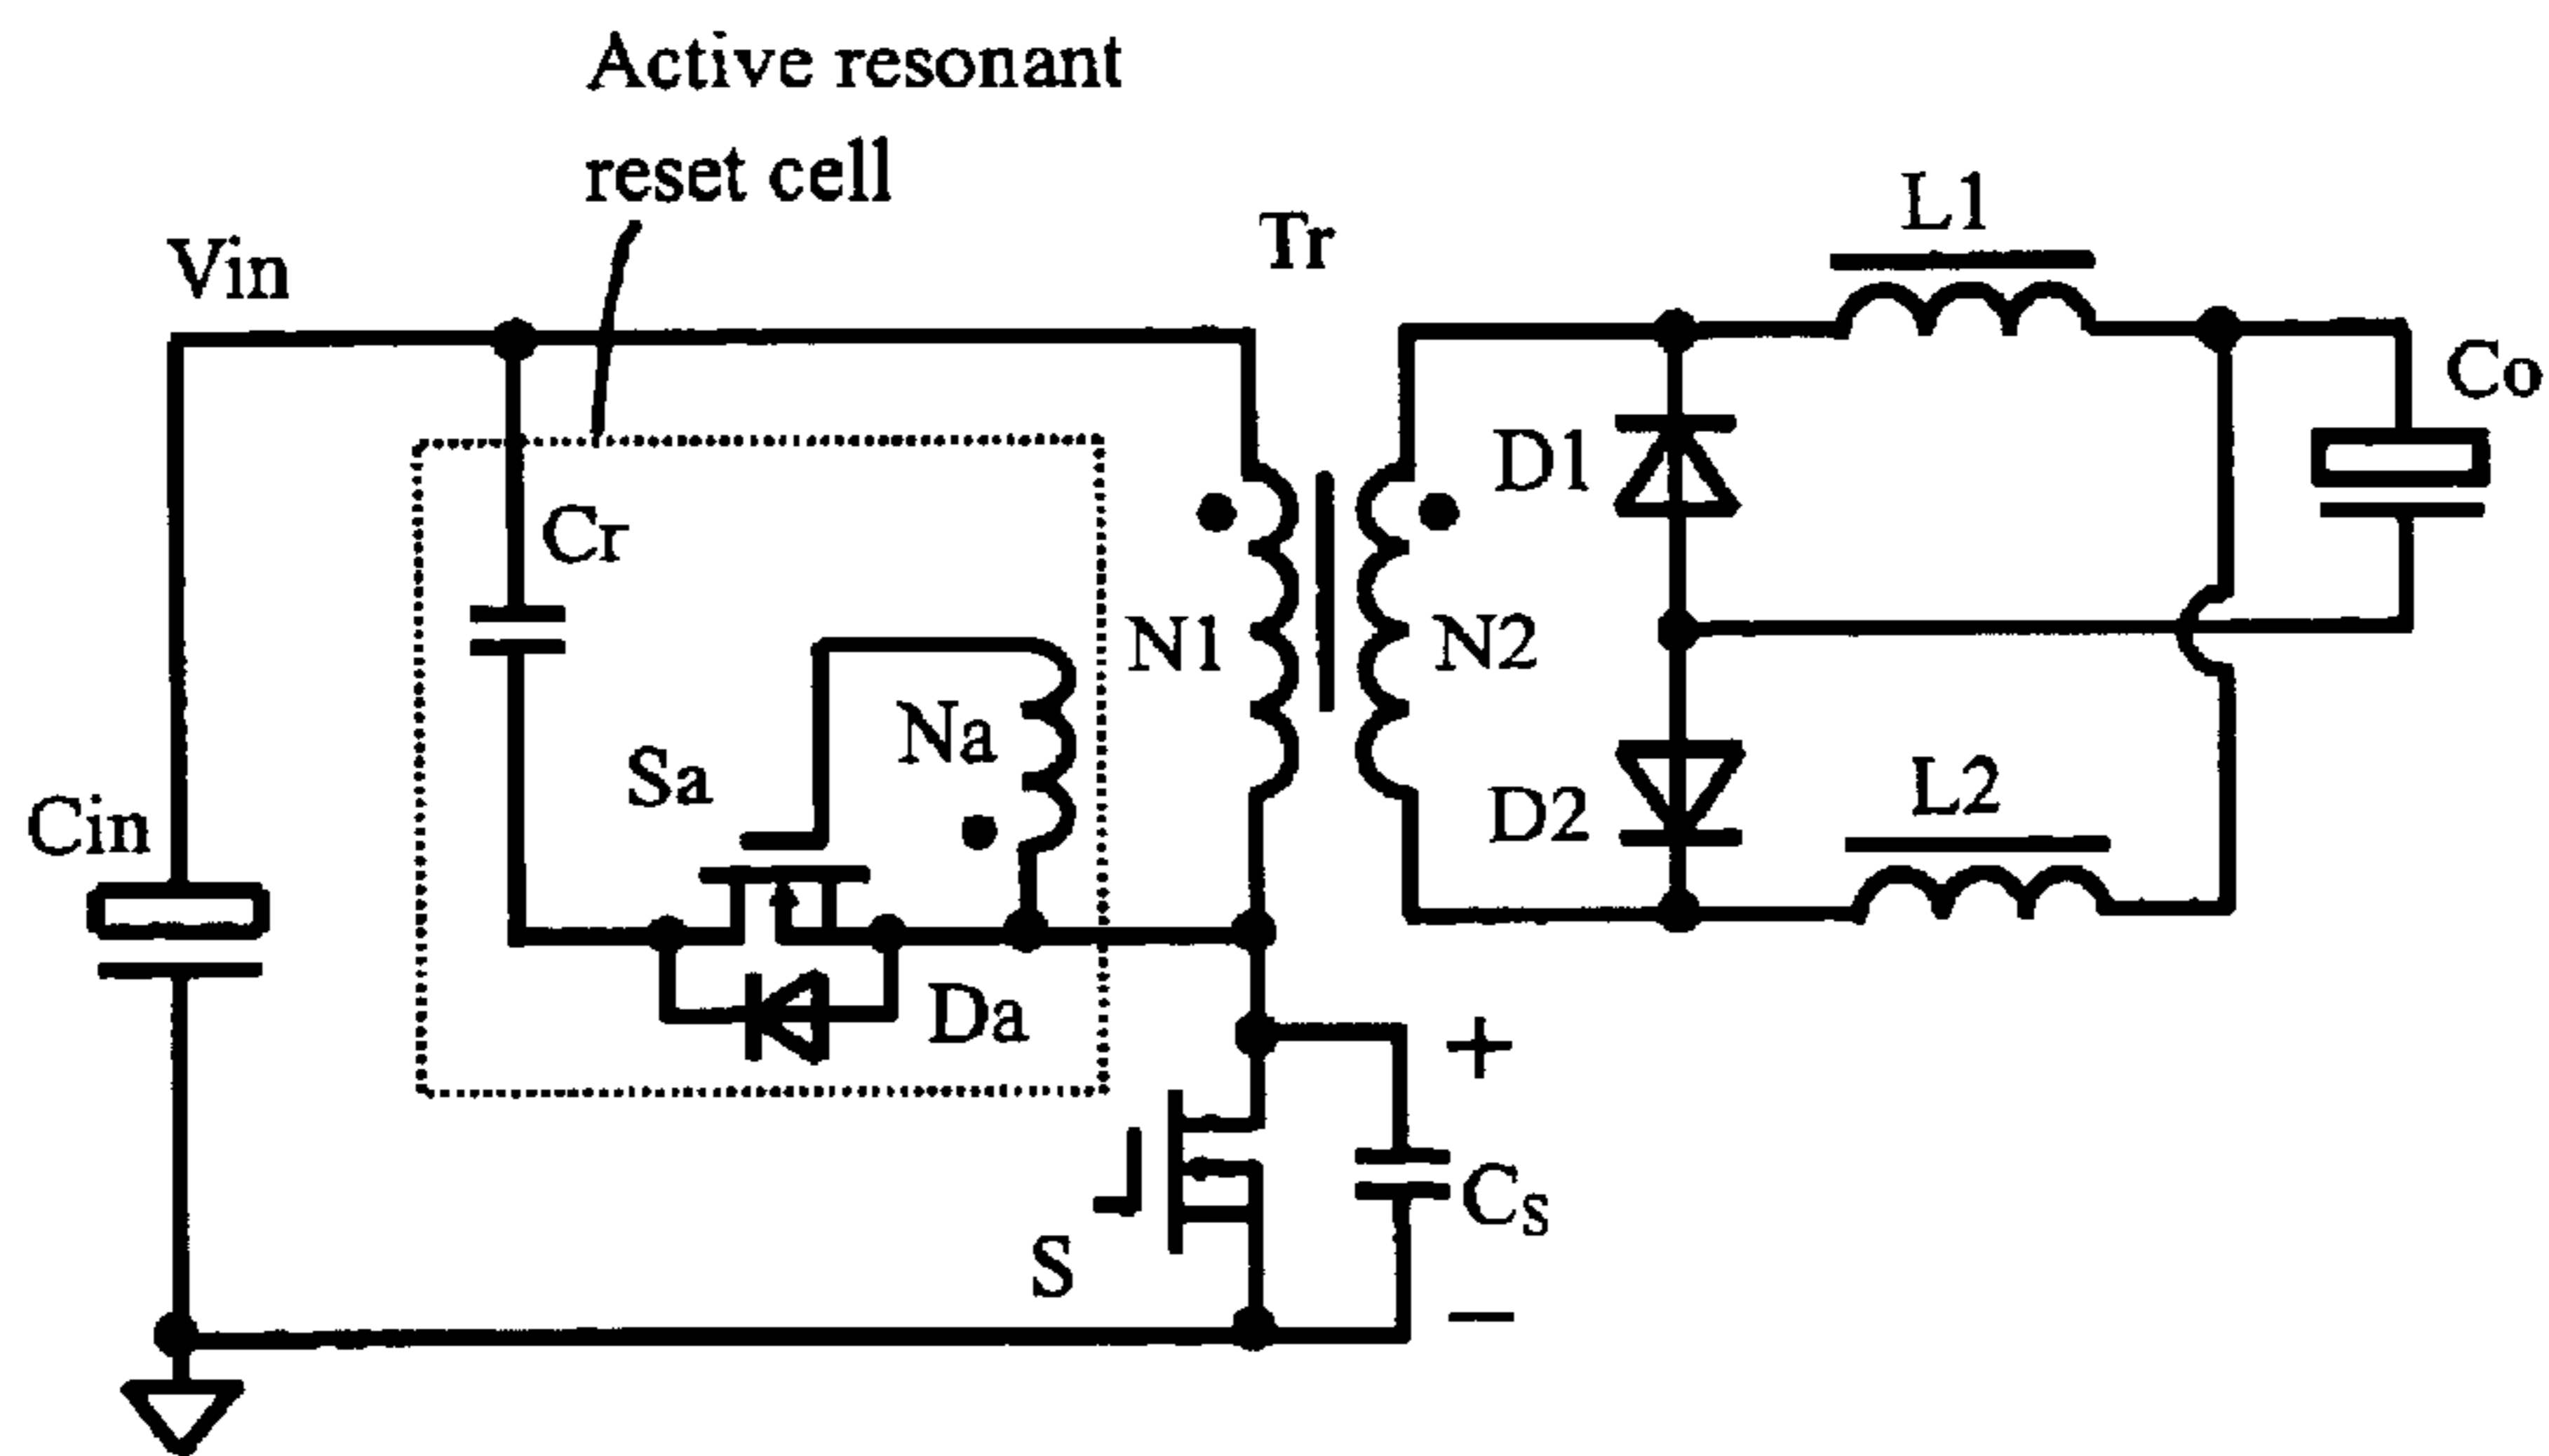 Active resonant
reset cell
Vin
Tr
L1
Co
D1
Cr
N1
N2
Na
Sa
Cin
D2
L2
Da
+
Cs
S
−